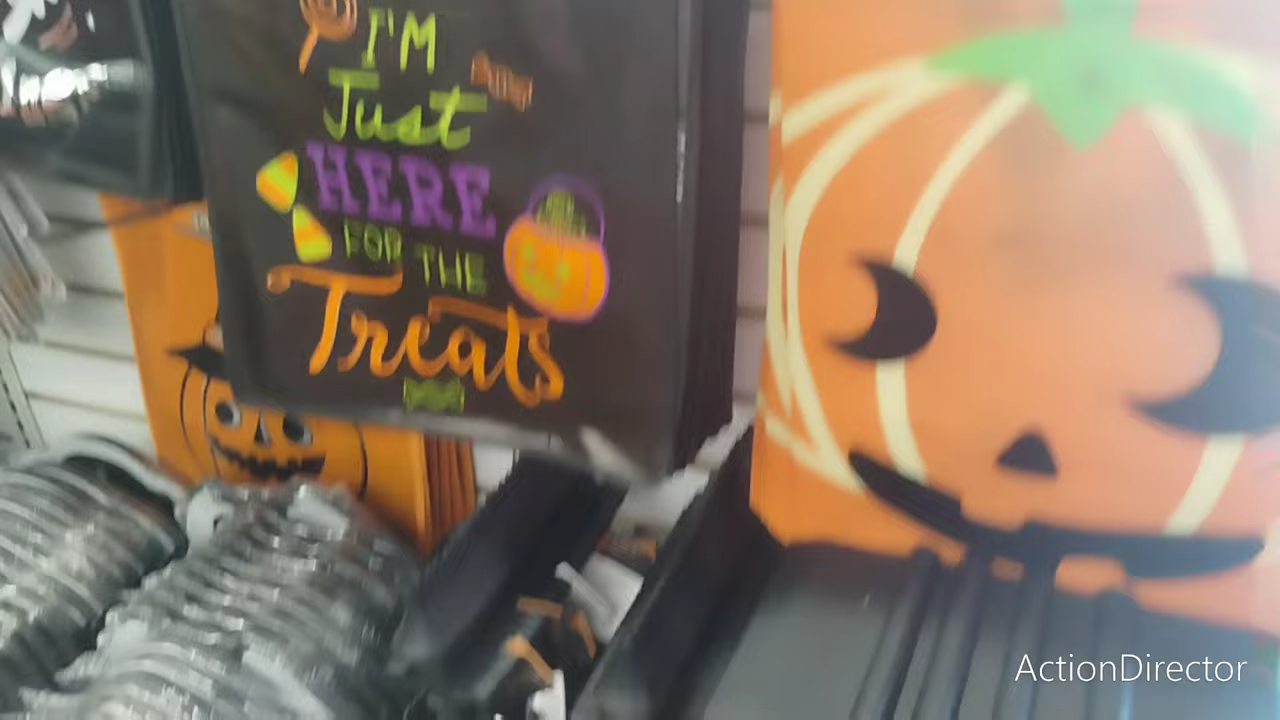 I'M
Just
HERE
FOR THE
Treats
ActionDirector